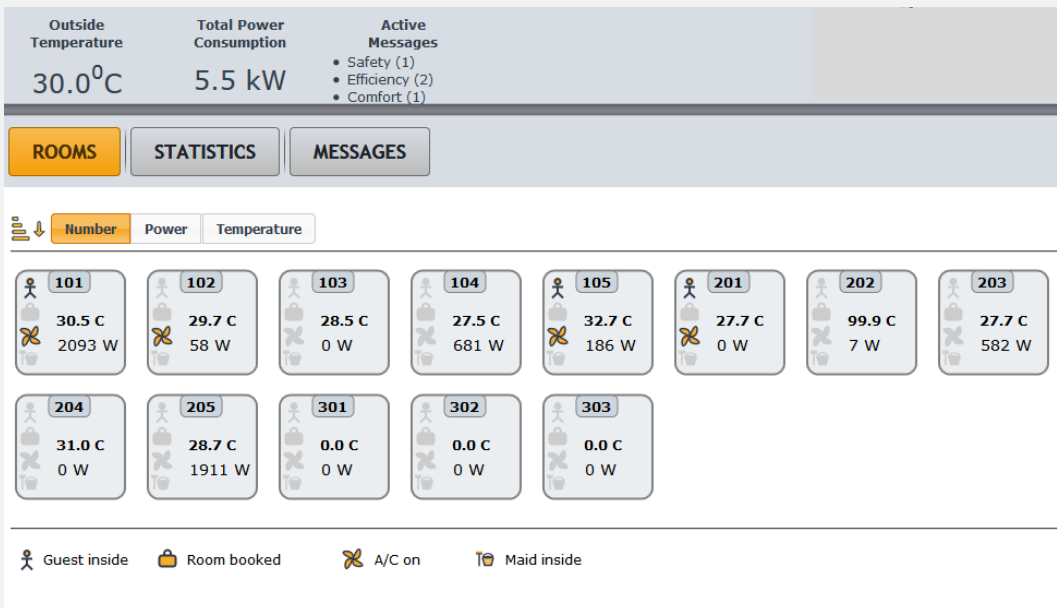 Outside Temperature
30.0⁰C
Total Power Consumption
5.5 kW
Active Messages
• Safety (1)
• Efficiency (2)
• Comfort (1)
ROOMS
STATISTICS
MESSAGES
Number
Power
Temperature
101
30.5 C
2093 W
102
29.7 C
58 W
103
28.5 C
0 W
104
27.5 C
681 W
105
32.7 C
186 W
201
27.7 C
0 W
202
99.9 C
7 W
203
27.7 C
582 W
204
31.0 C
0 W
205
28.7 C
1911 W
301
0.0 C
0 W
302
0.0 C
0 W
303
0.0 C
0 W
Guest inside
Room booked
A/C on
Maid inside